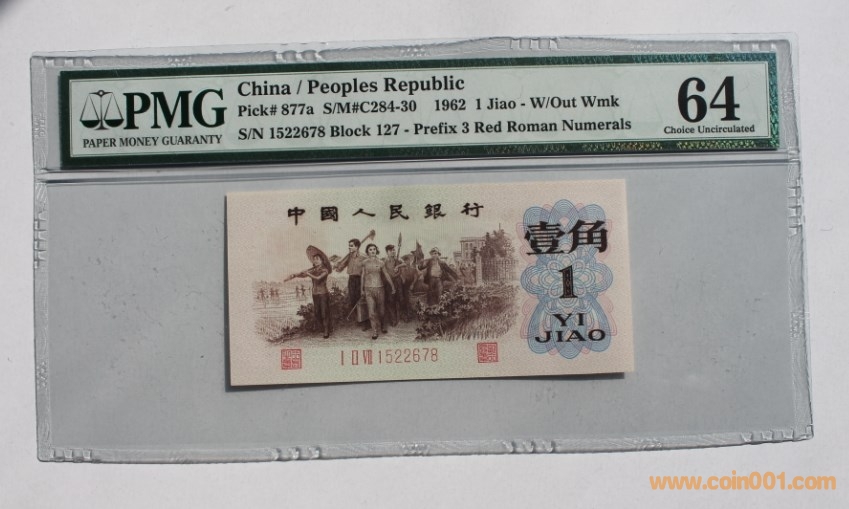 PMG
PAPER MONEY GUARANTY
China / Peoples Republic
Pick# 877a S/M#C284-30 1962 1 Jiao - W/Out Wmk
S/N 1522678 Block 127 - Prefix 3 Red Roman Numerals
64
Choice Uncirculated
中國人民銀行
壹角
1
YI
JIAO
I II VII 1522678
www.coin001.com